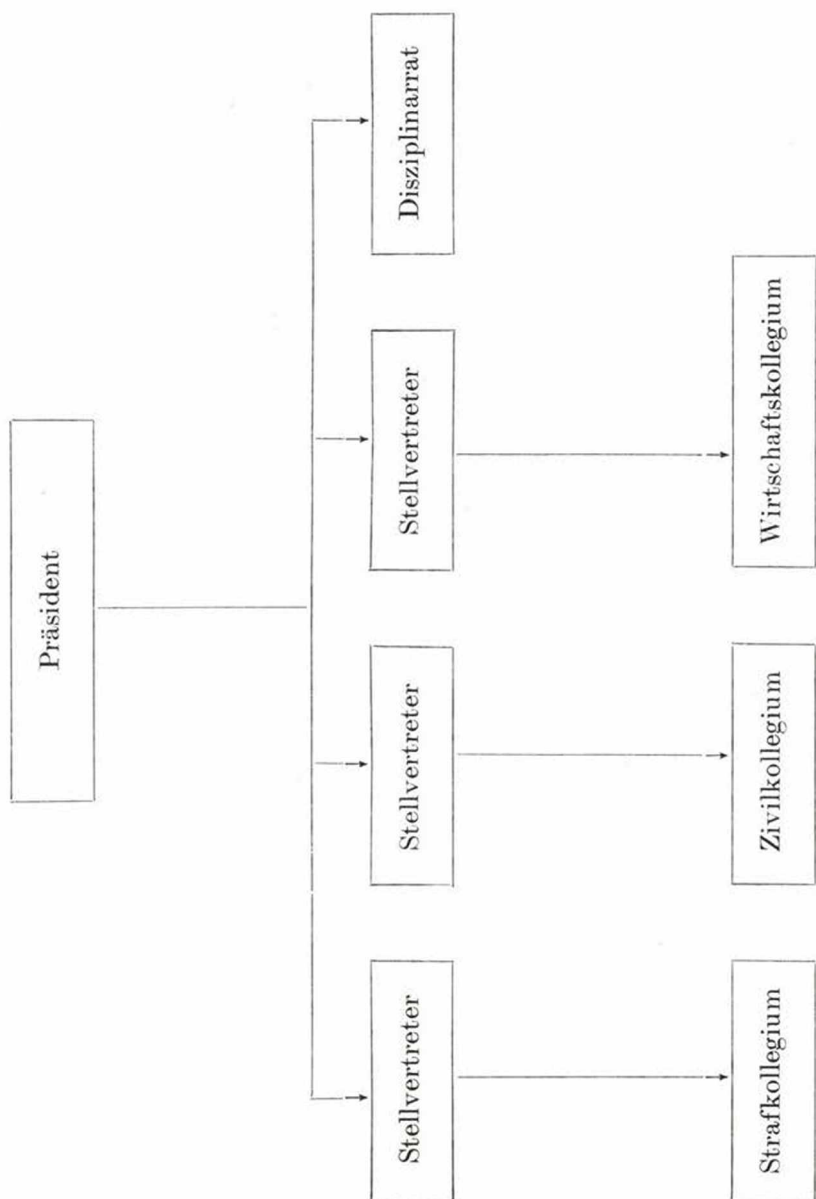 Präsident
Stellvertreter
Stellvertreter
Stellvertreter
Disziplinarrat
Strafkollegium
Zivilkollegium
Wirtschaftskollegium